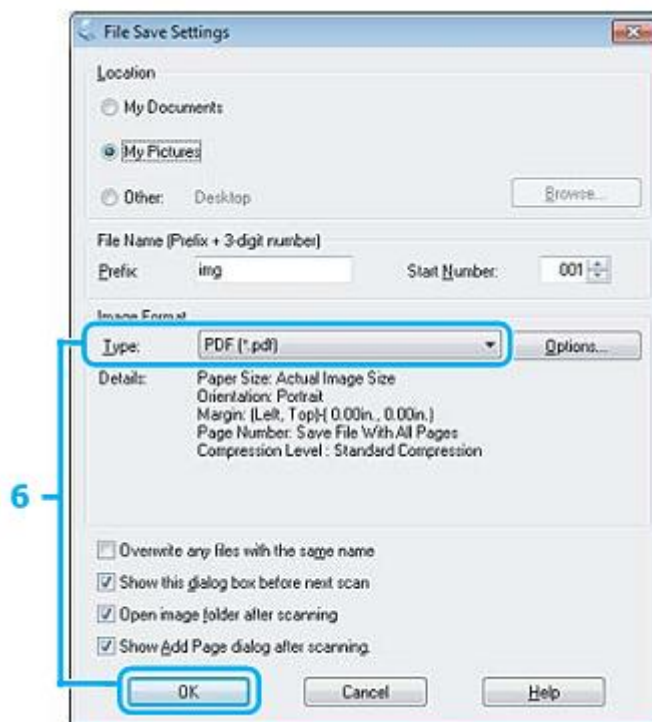 File Save Settings
Location
My Documents
My Pictures
Other: Desktop Browse...
File Name (Prefix + 3-digit number)
Prefix img Start Number: 001
Image Format
Type: PDF (*.pdf) Options...
Details: Paper Size: Actual Image Size
Orientation: Portrait
Margin: (Left, Top)-( 0.00in., 0.00in.)
Page Number: Save File With All Pages
Compression Level : Standard Compression
6
Overwrite any files with the same name
Show this dialog box before next scan
Open image folder after scanning
Show Add Page dialog after scanning.
OK Cancel Help